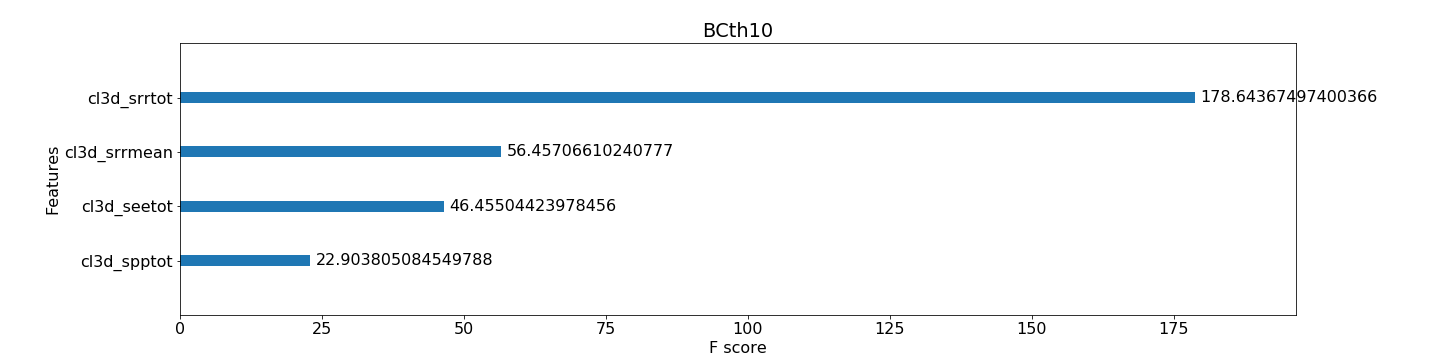 BCth10
cl3d_srrtot
178.64367497400366
cl3d_srrmean
56.45706610240777
cl3d_seetot
46.45504423978456
cl3d_spptot
22.903805084549788
Features
0 25 50 75 100 125 150 175
F score